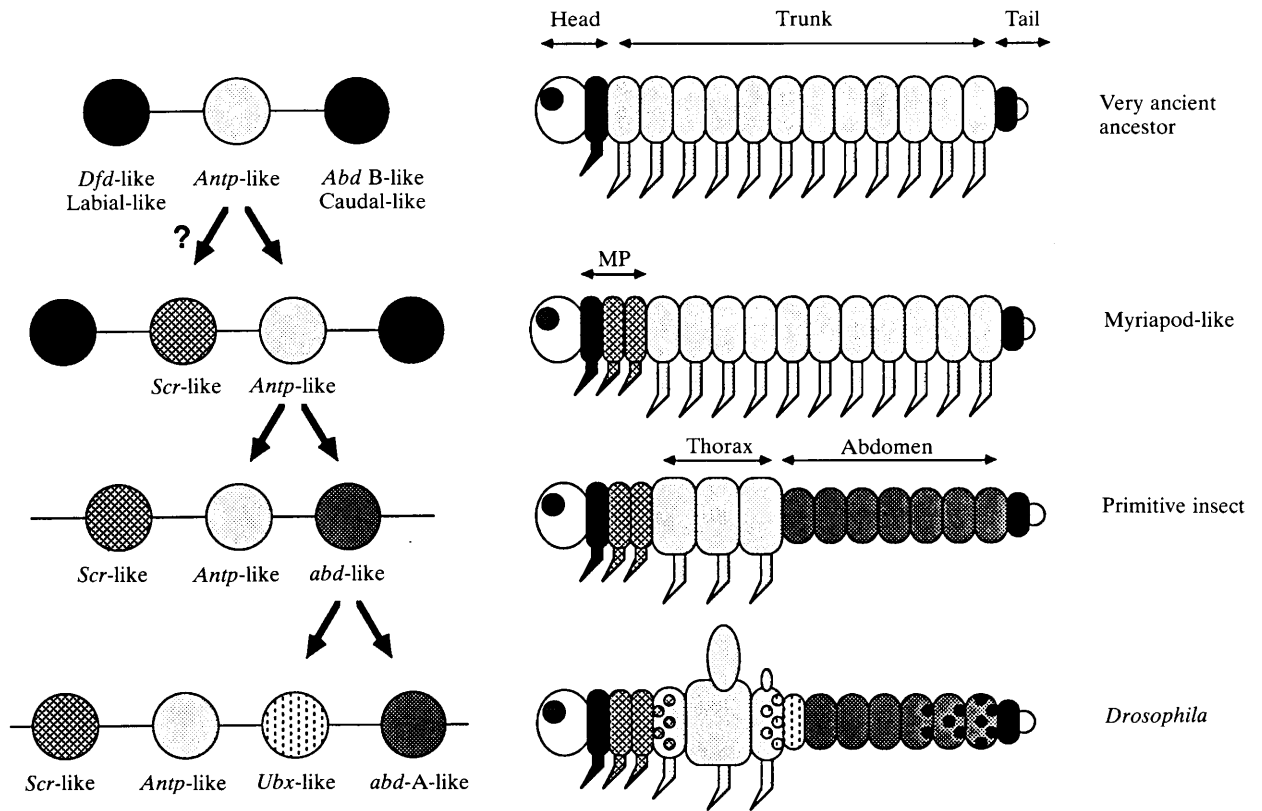 Head
Trunk
Tail
Dfd-like
Labial-like
Antp-like
Abd B-like
Caudal-like
Very ancient
ancestor
?
MP
Scr-like
Antp-like
Myriapod-like
Thorax
Abdomen
Scr-like
Antp-like
abd-like
Primitive insect
Scr-like
Antp-like
Ubx-like
abd-A-like
Drosophila